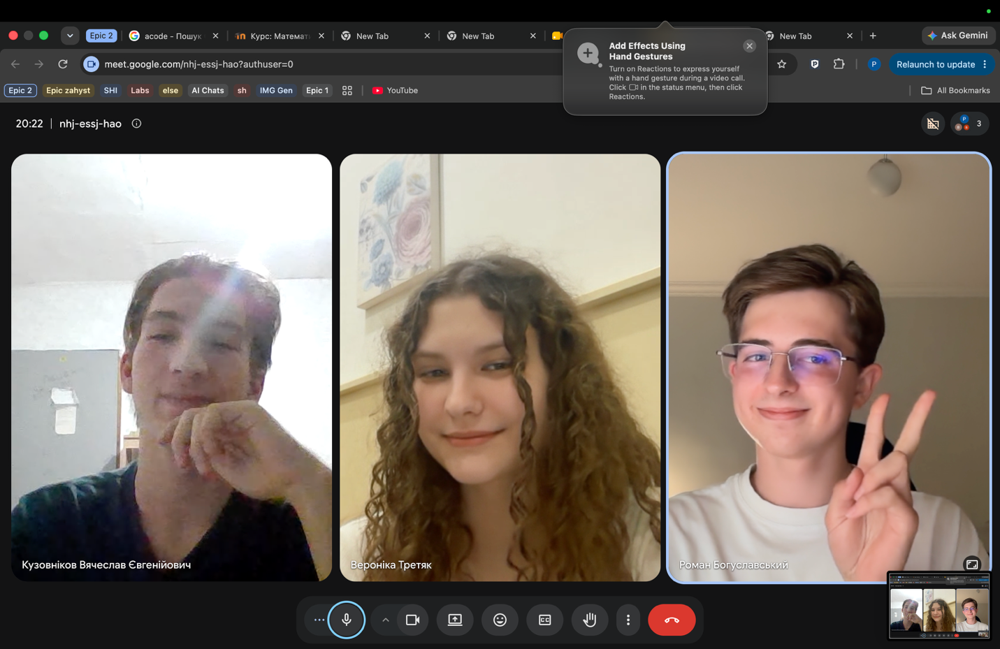 Epic 2
acode - Пошук
Курс: Математ
New Tab
New Tab
New Tab
Ask Gemini
meet.google.com/nhj-essj-hao?authuser=0
P
Relaunch to update
Add Effects Using
Hand Gestures
Turn on Reactions to express yourself
with a hand gesture during a video call.
Click in the status menu, then click
Reactions.
Epic 2
Epic zahyst
SHI
Labs
else
AI Chats
sh
IMG Gen
Epic 1
YouTube
All Bookmarks
20:22 | nhj-essj-hao
P
3
Кузовніков Вячеслав Євгенійович
Вероніка Третяк
Роман Богуславський
CC